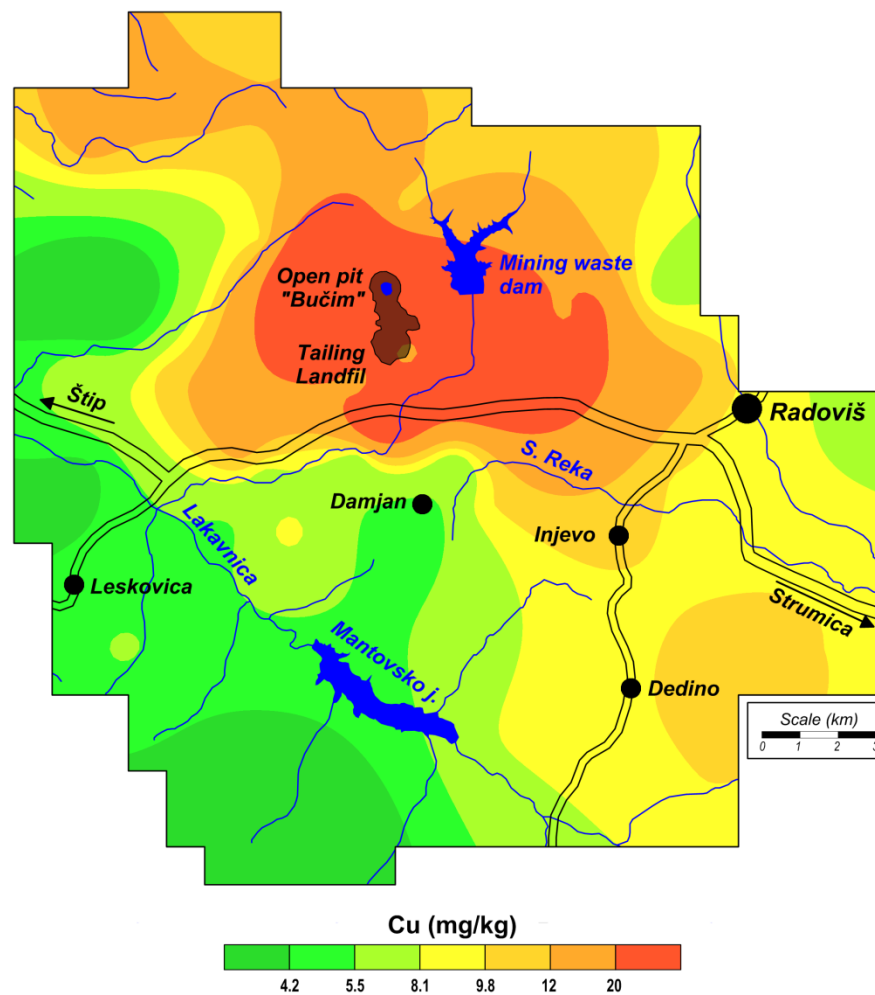 Open pit
"Bučim"
Mining waste
dam
Tailing
Landfil
Štip
Radoviš
S. Reka
Damjan
Lakavnica
Injevo
Leskovica
Strumica
Mantovsko j.
Dedino
Scale (km)
0 1 2 3
Cu (mg/kg)
4.2 5.5 8.1 9.8 12 20